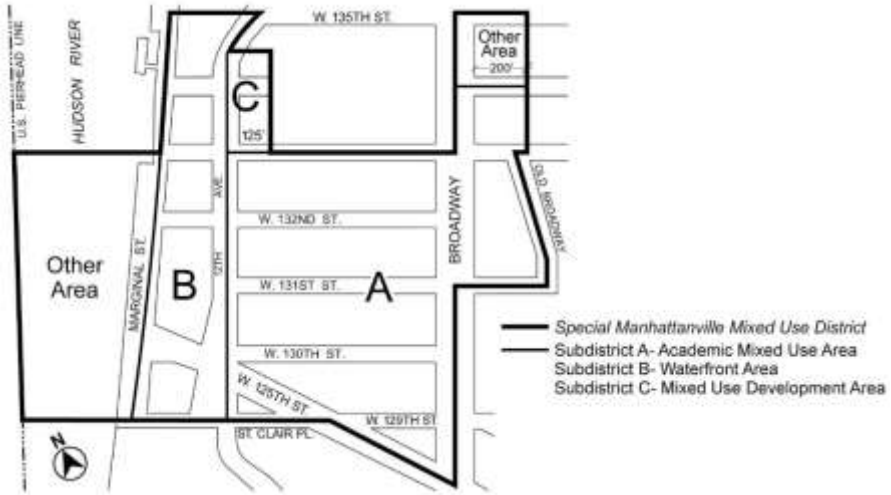 W. 135TH ST.
U.S. PIERHEAD LINE
HUDSON RIVER
Other
Area
200'
C
125'
AVE.
12TH
OLD BROADWAY
BROADWAY
W. 132ND ST.
MARGINAL ST.
Other
Area
B
W. 131ST ST.
A
W. 130TH ST.
W. 125TH ST.
W. 129TH ST
ST. CLAIR PL.
N
Special Manhattanville Mixed Use District
Subdistrict A- Academic Mixed Use Area
Subdistrict B- Waterfront Area
Subdistrict C- Mixed Use Development Area